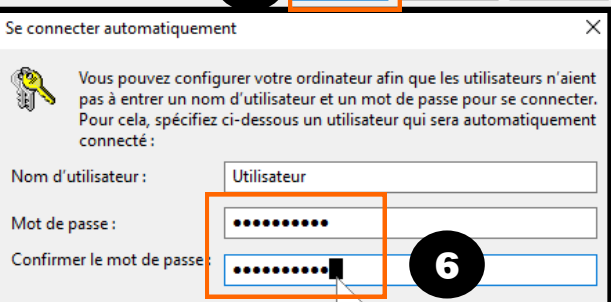 Se connecter automatiquement
Vous pouvez configurer votre ordinateur afin que les utilisateurs n'aient
pas à entrer un nom d'utilisateur et un mot de passe pour se connecter.
Pour cela, spécifiez ci-dessous un utilisateur qui sera automatiquement
connecté :
Nom d'utilisateur : Utilisateur
Mot de passe : ●●●●●●●●●●
Confirmer le mot de passe : ●●●●●●●●●●
6